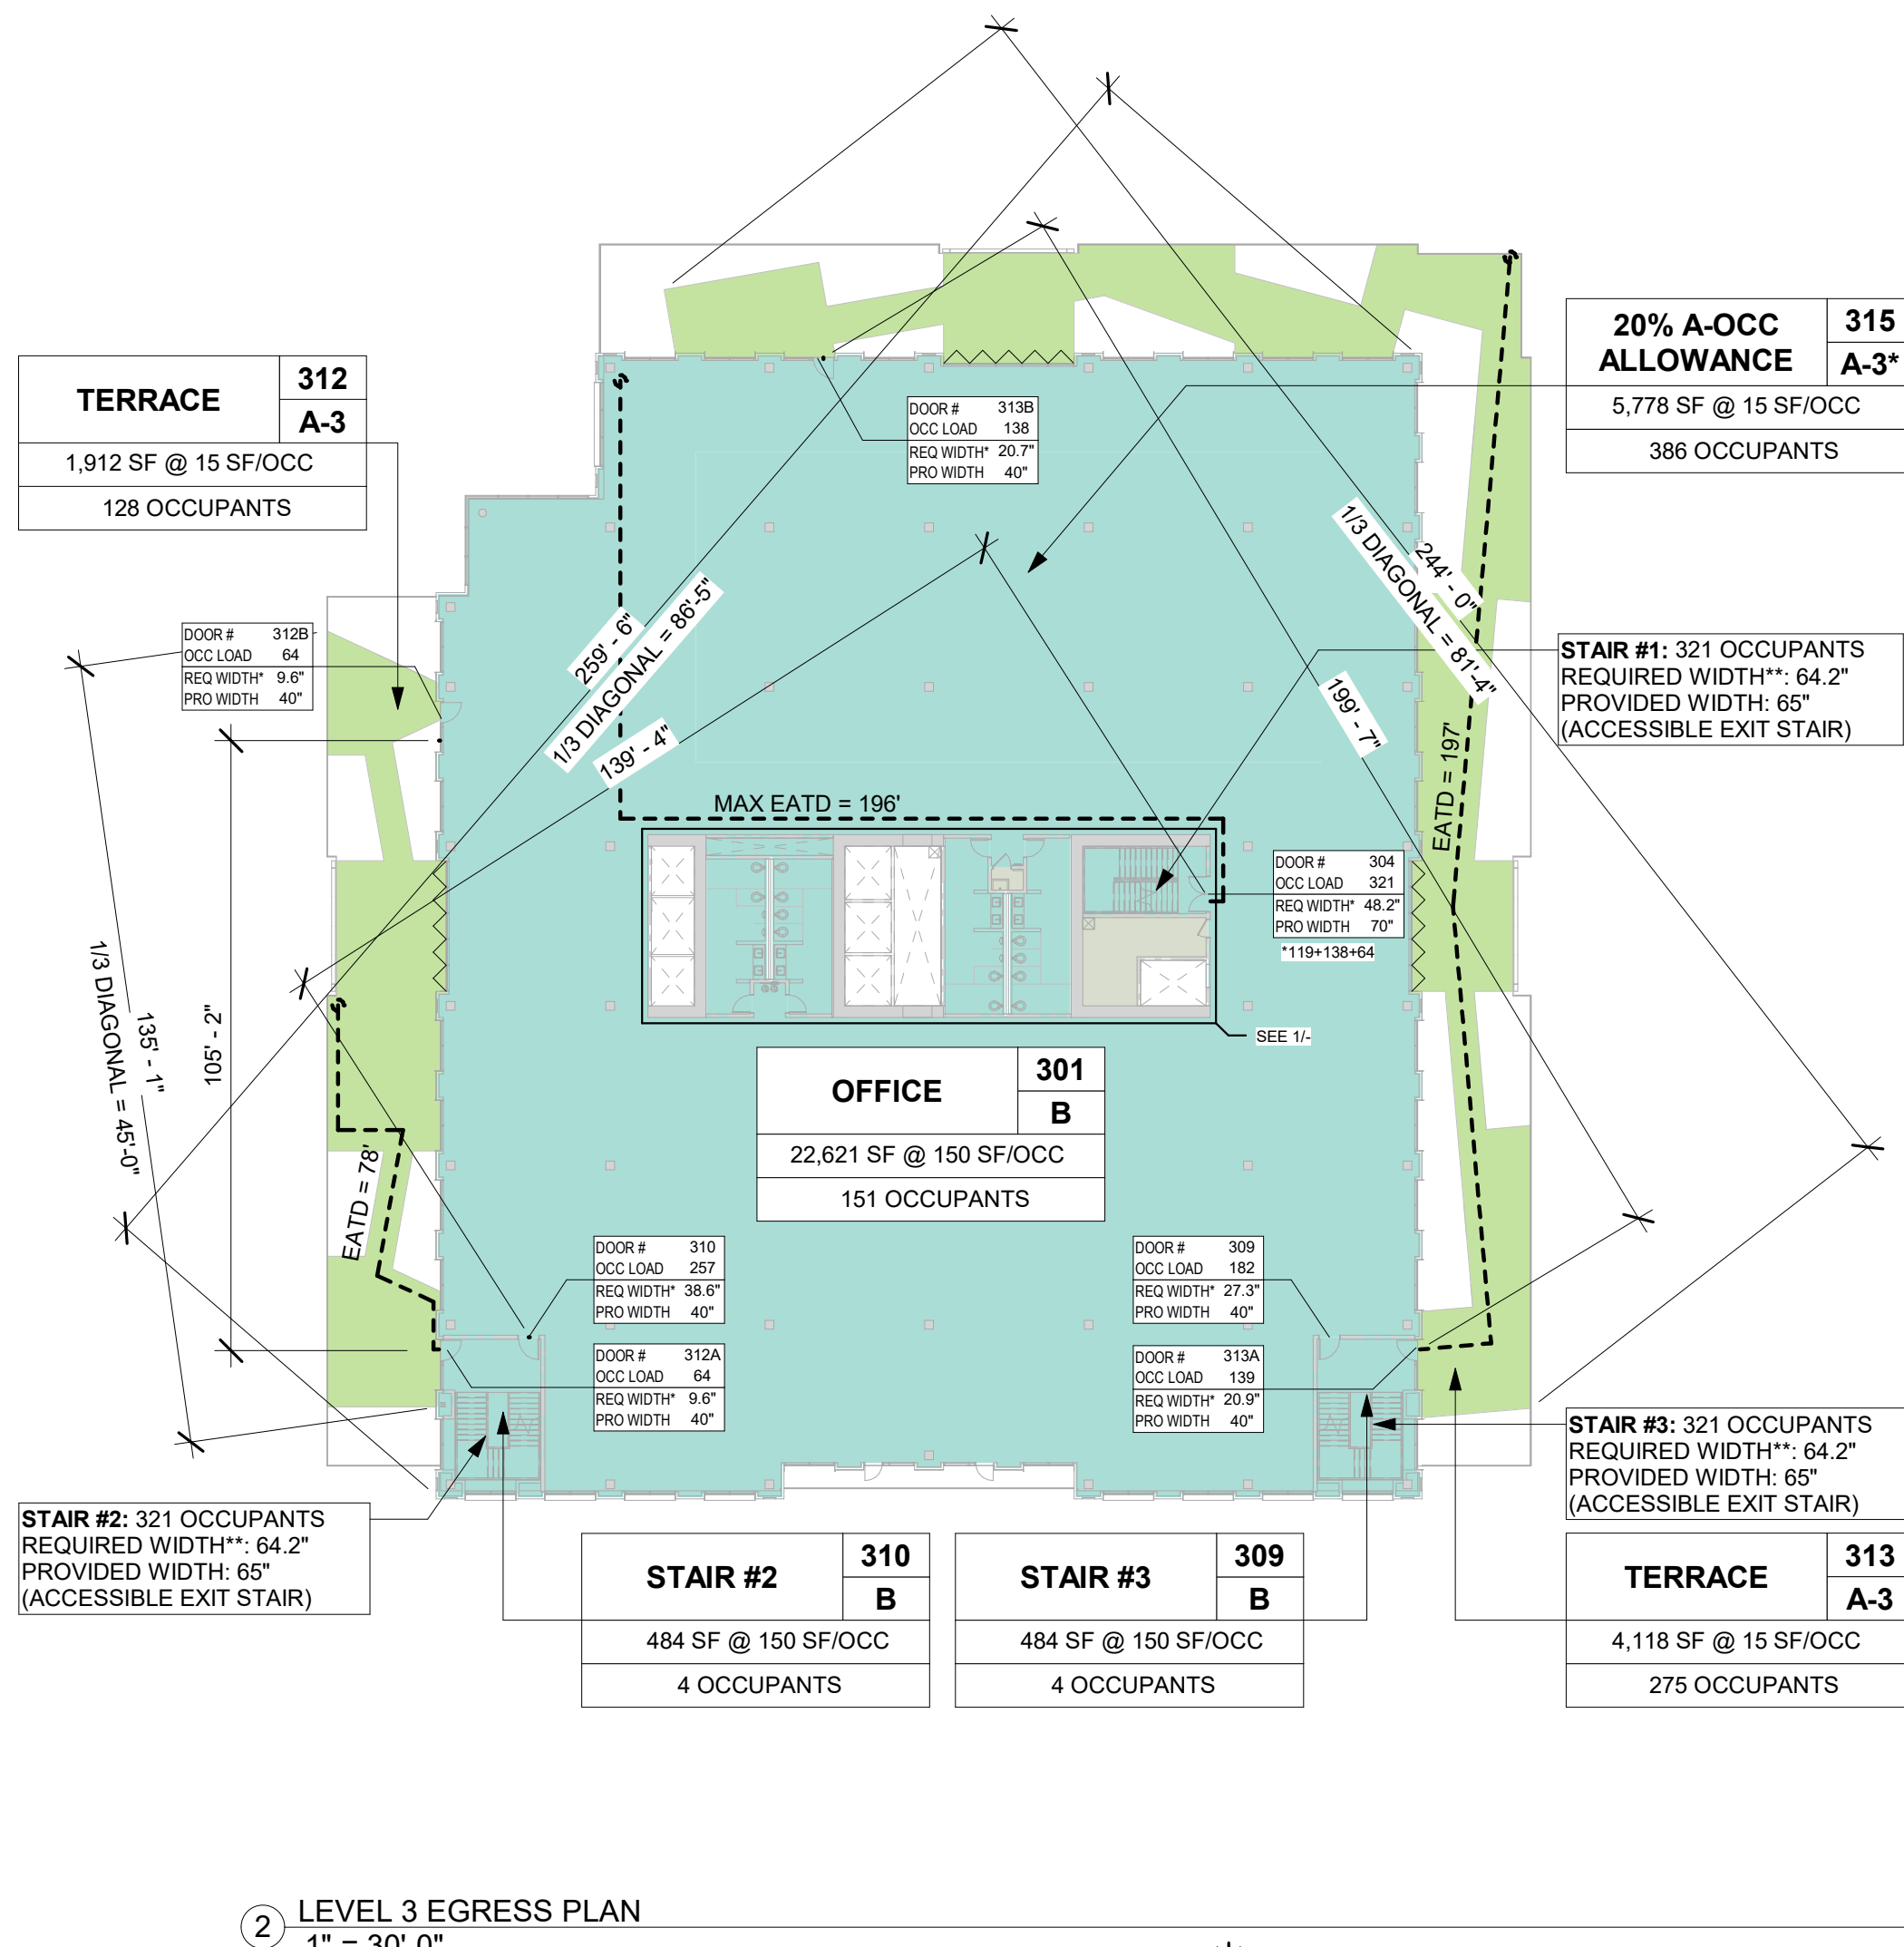 TERRACE
312
A-3
1,912 SF @ 15 SF/OCC
128 OCCUPANTS
20% A-OCC
ALLOWANCE
315
A-3*
5,778 SF @ 15 SF/OCC
386 OCCUPANTS
DOOR # 313B
OCC LOAD 138
REQ WIDTH* 20.7"
PRO WIDTH 40"
DOOR # 312B
OCC LOAD 64
REQ WIDTH* 9.6"
PRO WIDTH 40"
259' - 6"
1/3 DIAGONAL = 86'-5"
139' - 4"
244' - 0"
1/3 DIAGONAL = 81'-4"
199' - 7"
STAIR #1: 321 OCCUPANTS
REQUIRED WIDTH**: 64.2"
PROVIDED WIDTH: 65"
(ACCESSIBLE EXIT STAIR)
EATD = 197'
MAX EATD = 196'
DOOR # 304
OCC LOAD 321
REQ WIDTH* 48.2"
PRO WIDTH 70"
*119+138+64
SEE 1/-
135' - 1"
1/3 DIAGONAL = 45'-0"
105' - 2"
EATD = 78'
OFFICE
301
B
22,621 SF @ 150 SF/OCC
151 OCCUPANTS
DOOR # 310
OCC LOAD 257
REQ WIDTH* 38.6"
PRO WIDTH 40"
DOOR # 309
OCC LOAD 182
REQ WIDTH* 27.3"
PRO WIDTH 40"
DOOR # 312A
OCC LOAD 64
REQ WIDTH* 9.6"
PRO WIDTH 40"
DOOR # 313A
OCC LOAD 139
REQ WIDTH* 20.9"
PRO WIDTH 40"
STAIR #3: 321 OCCUPANTS
REQUIRED WIDTH**: 64.2"
PROVIDED WIDTH: 65"
(ACCESSIBLE EXIT STAIR)
STAIR #2: 321 OCCUPANTS
REQUIRED WIDTH**: 64.2"
PROVIDED WIDTH: 65"
(ACCESSIBLE EXIT STAIR)
STAIR #2
310
B
484 SF @ 150 SF/OCC
4 OCCUPANTS
STAIR #3
309
B
484 SF @ 150 SF/OCC
4 OCCUPANTS
TERRACE
313
A-3
4,118 SF @ 15 SF/OCC
275 OCCUPANTS
2
LEVEL 3 EGRESS PLAN
1" = 30'-0"